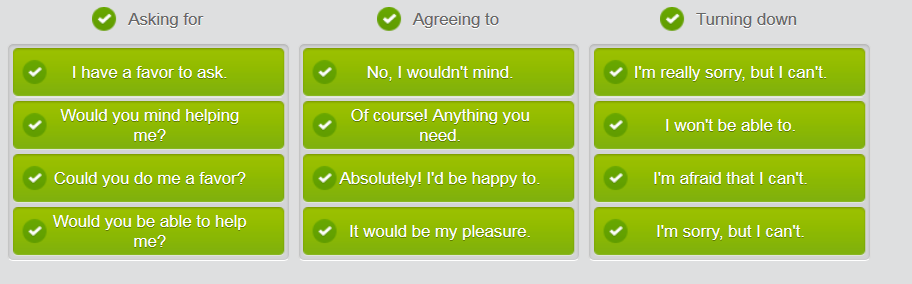 Asking for
Agreeing to
Turning down
I have a favor to ask.
No, I wouldn't mind.
I'm really sorry, but I can't.
Would you mind helping
me?
Of course! Anything you
need.
I won't be able to.
Could you do me a favor?
Absolutely! I'd be happy to.
I'm afraid that I can't.
Would you be able to help
me?
It would be my pleasure.
I'm sorry, but I can't.